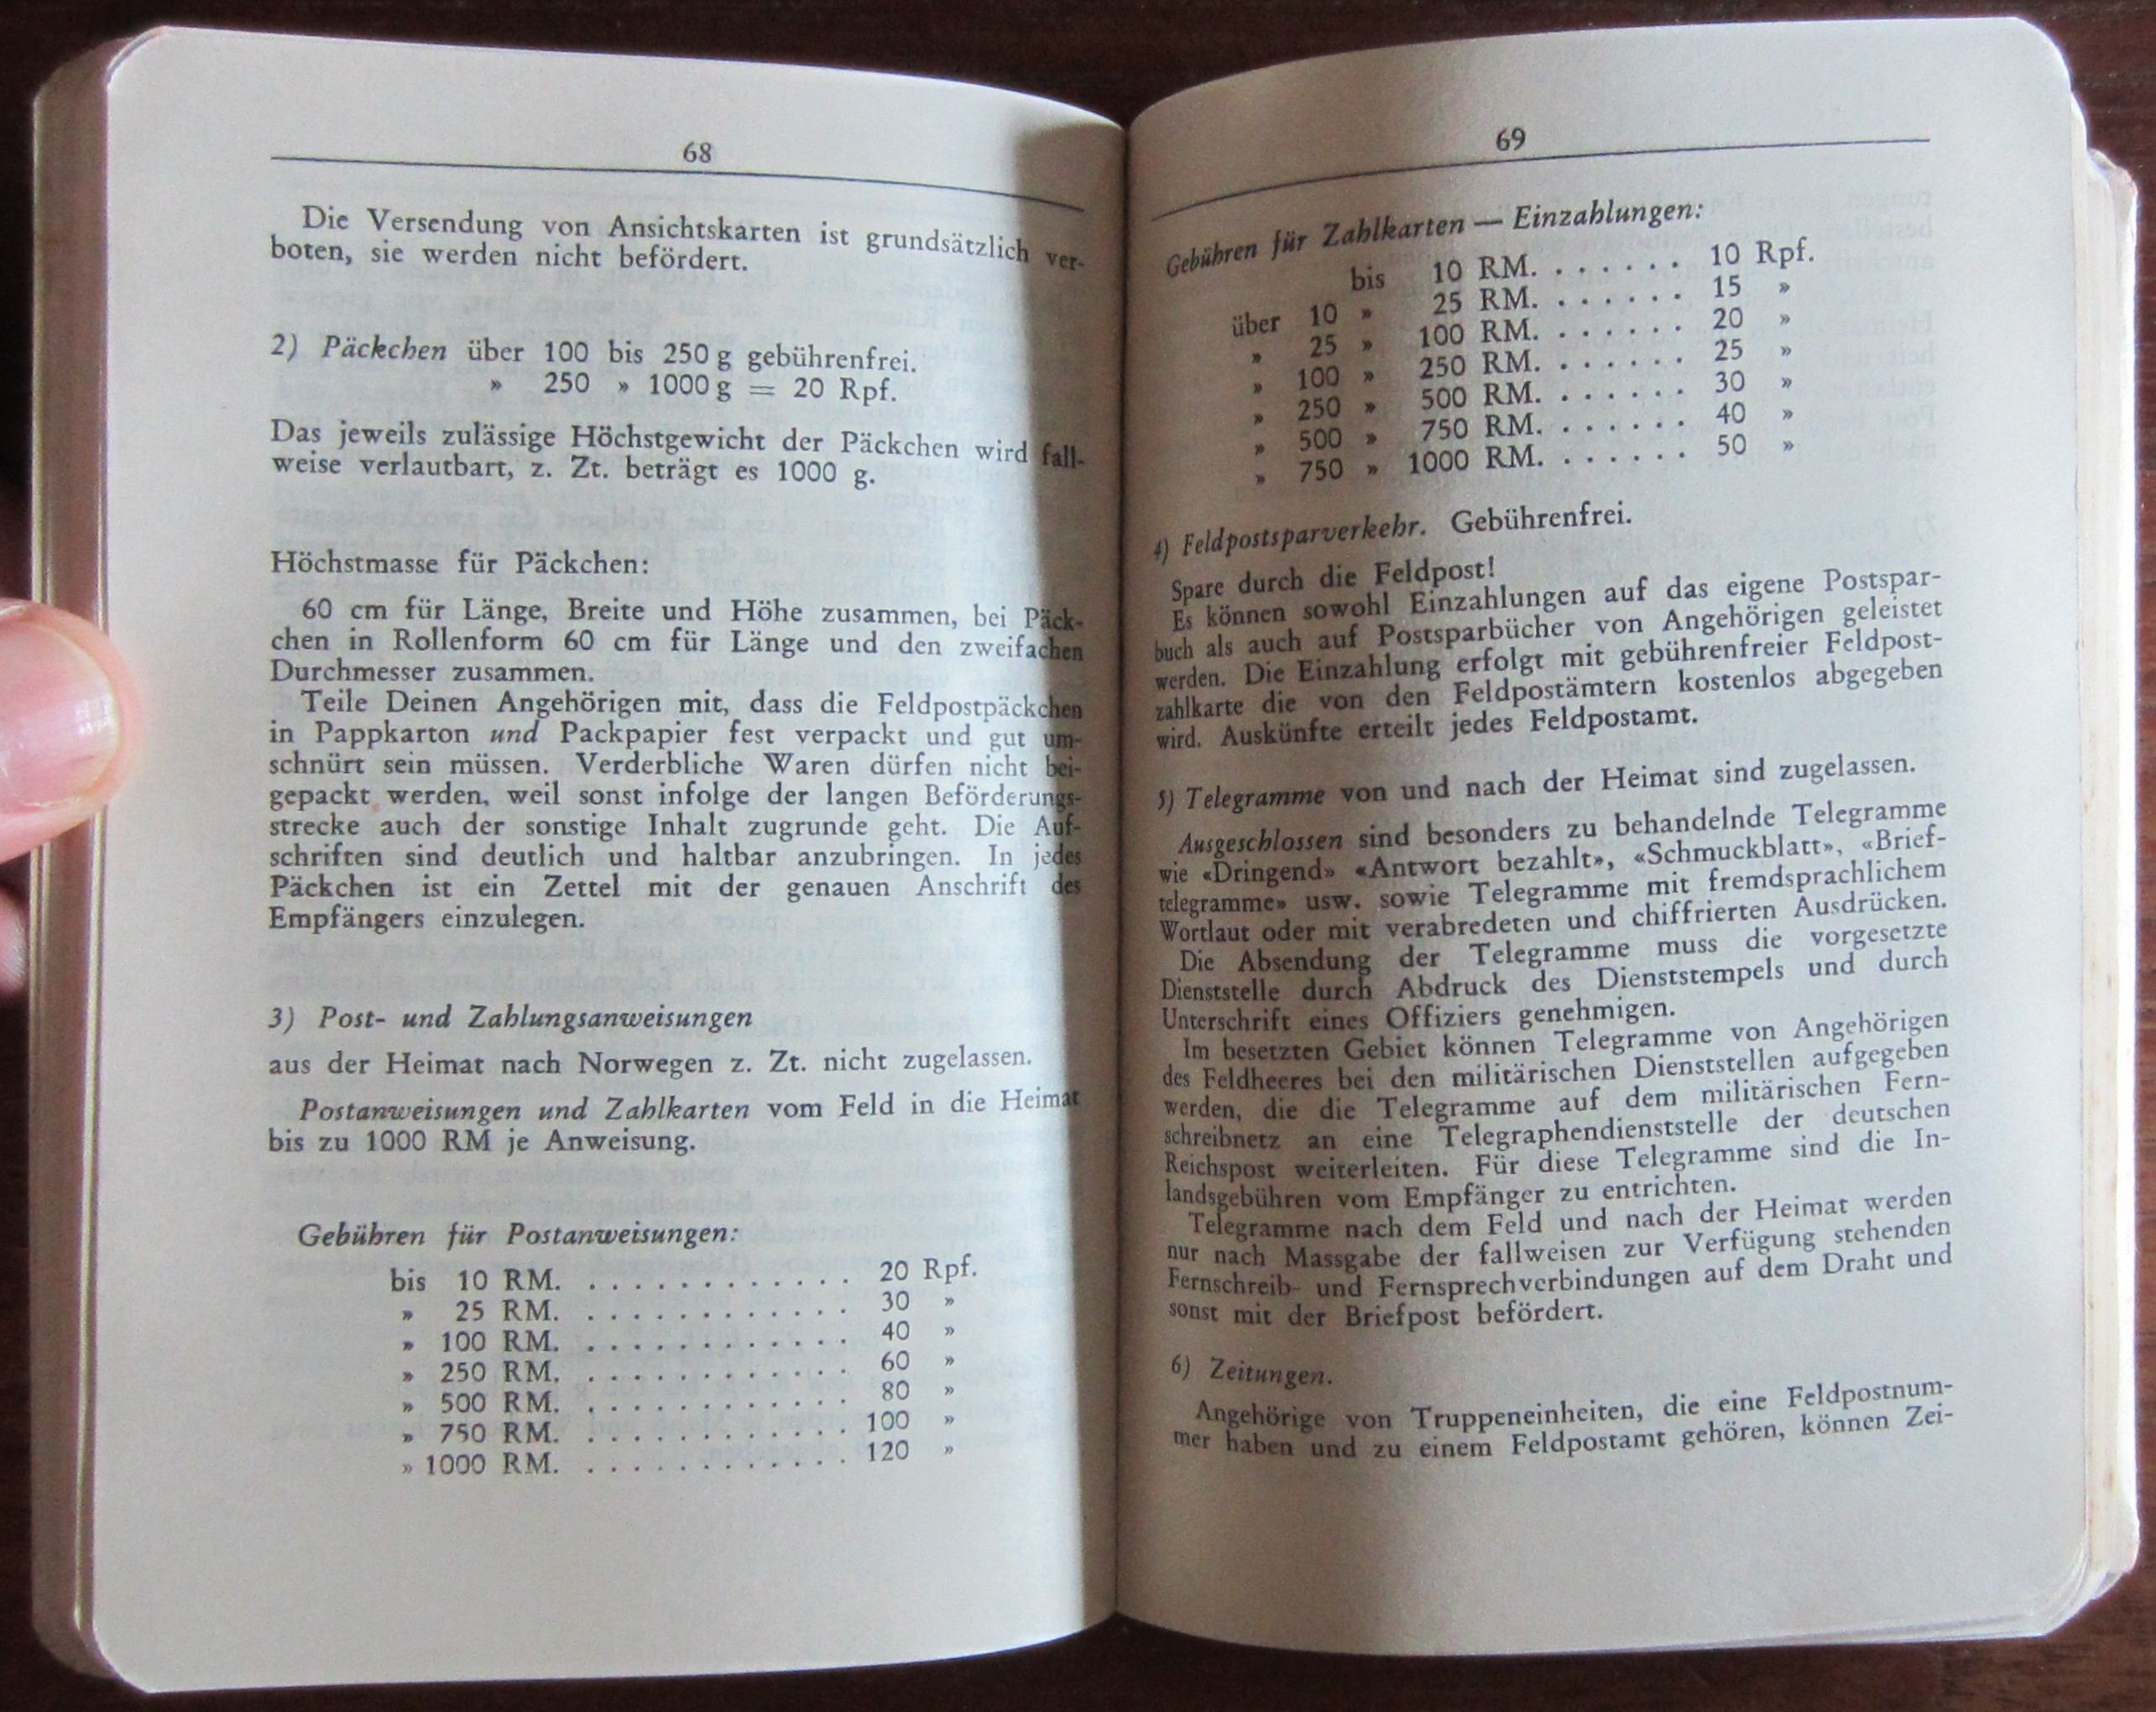 68
Die Versendung von Ansichtskarten ist grundsätzlich ver-
boten, sie werden nicht befördert.
2) Päckchen über 100 bis 250 g gebührenfrei.
» 250 » 1000 g = 20 Rpf.
Das jeweils zulässige Höchstgewicht der Päckchen wird fall-
weise verlautbart, z. Zt. beträgt es 1000 g.
Höchstmasse für Päckchen:
60 cm für Länge, Breite und Höhe zusammen, bei Päck-
chen in Rollenform 60 cm für Länge und den zweifachen
Durchmesser zusammen.
Teile Deinen Angehörigen mit, dass die Feldpostpäckchen
in Pappkarton und Packpapier fest verpackt und gut um-
schnürt sein müssen. Verderbliche Waren dürfen nicht bei-
gepackt werden, weil sonst infolge der langen Beförderungs-
strecke auch der sonstige Inhalt zugrunde geht. Die Auf-
schriften sind deutlich und haltbar anzubringen. In jedes
Päckchen ist ein Zettel mit der genauen Anschrift des
Empfängers einzulegen.
3) Post- und Zahlungsanweisungen
aus der Heimat nach Norwegen z. Zt. nicht zugelassen.
Postanweisungen und Zahlkarten vom Feld in die Heimat
bis zu 1000 RM je Anweisung.
Gebühren für Postanweisungen:
bis 10 RM. . . . . . . . . . . . . 20 Rpf.
» 25 RM. . . . . . . . . . . . . 30 »
» 100 RM. . . . . . . . . . . . . 40 »
» 250 RM. . . . . . . . . . . . . 60 »
» 500 RM. . . . . . . . . . . . . 80 »
» 750 RM. . . . . . . . . . . . . 100 »
» 1000 RM. . . . . . . . . . . . . 120 »
69
Gebühren für Zahlkarten — Einzahlungen:
bis 10 RM. . . . . . . 10 Rpf.
über 10 » 25 RM. . . . . . . 15 »
» 25 » 100 RM. . . . . . . 20 »
» 100 » 250 RM. . . . . . . 25 »
» 250 » 500 RM. . . . . . . 30 »
» 500 » 750 RM. . . . . . . 40 »
» 750 » 1000 RM. . . . . . . 50 »
4) Feldpostsparverkehr. Gebührenfrei.
Spare durch die Feldpost!
Es können sowohl Einzahlungen auf das eigene Postspar-
buch als auch auf Postsparbücher von Angehörigen geleistet
werden. Die Einzahlung erfolgt mit gebührenfreier Feldpost-
zahlkarte die von den Feldpostämtern kostenlos abgegeben
wird. Auskünfte erteilt jedes Feldpostamt.
5) Telegramme von und nach der Heimat sind zugelassen.
Ausgeschlossen sind besonders zu behandelnde Telegramme
wie «Dringend» «Antwort bezahlt», «Schmuckblatt», «Brief-
telegramme» usw. sowie Telegramme mit fremdsprachlichem
Wortlaut oder mit verabredeten und chiffrierten Ausdrücken.
Die Absendung der Telegramme muss die vorgesetzte
Dienststelle durch Abdruck des Dienststempels und durch
Unterschrift eines Offiziers genehmigen.
Im besetzten Gebiet können Telegramme von Angehörigen
des Feldheeres bei den militärischen Dienststellen aufgegeben
werden, die die Telegramme auf dem militärischen Fern-
schreibnetz an eine Telegraphendienststelle der deutschen
Reichspost weiterleiten. Für diese Telegramme sind die In-
landsgebühren vom Empfänger zu entrichten.
Telegramme nach dem Feld und nach der Heimat werden
nur nach Massgabe der fallweisen zur Verfügung stehenden
Fernschreib- und Fernsprechverbindungen auf dem Draht und
sonst mit der Briefpost befördert.
6) Zeitungen.
Angehörige von Truppeneinheiten, die eine Feldpostnum-
mer haben und zu einem Feldpostamt gehören, können Zei-